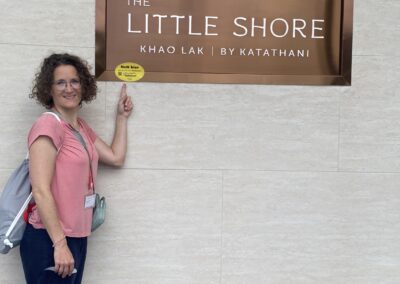 THE
LITTLE SHORE
KHAO LAK | BY KATATHANI